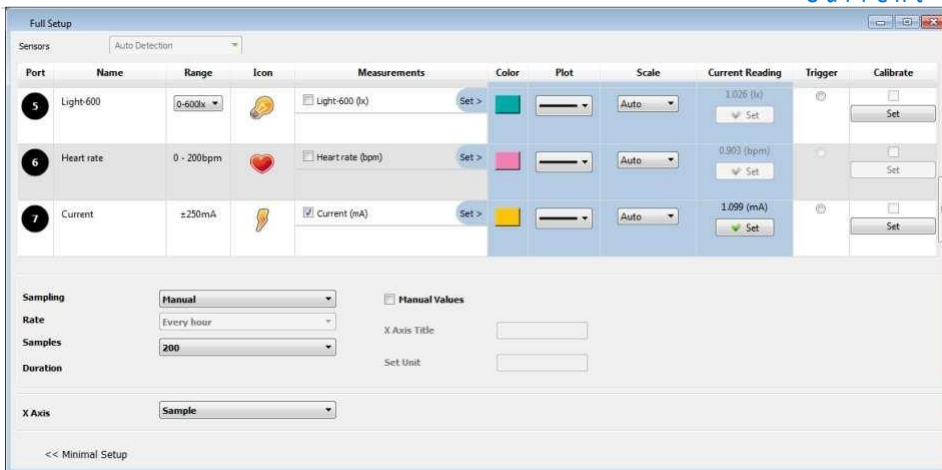 Current
Full Setup
Sensors Auto Detection
Port Name Range Icon Measurements Color Plot Scale Current Reading Trigger Calibrate
5 Light-600 0-600lx Light-600 (lx) Set > Auto 1.026 (lx) Set Set
6 Heart rate 0 - 200bpm Heart rate (bpm) Set > Auto 0.903 (bpm) Set Set
7 Current ±250mA Current (mA) Set > Auto 1.099 (mA) Set Set
Sampling Manual Manual Values
Rate Every hour X Axis Title
Samples 200
Set Unit
Duration
X Axis Sample
<< Minimal Setup